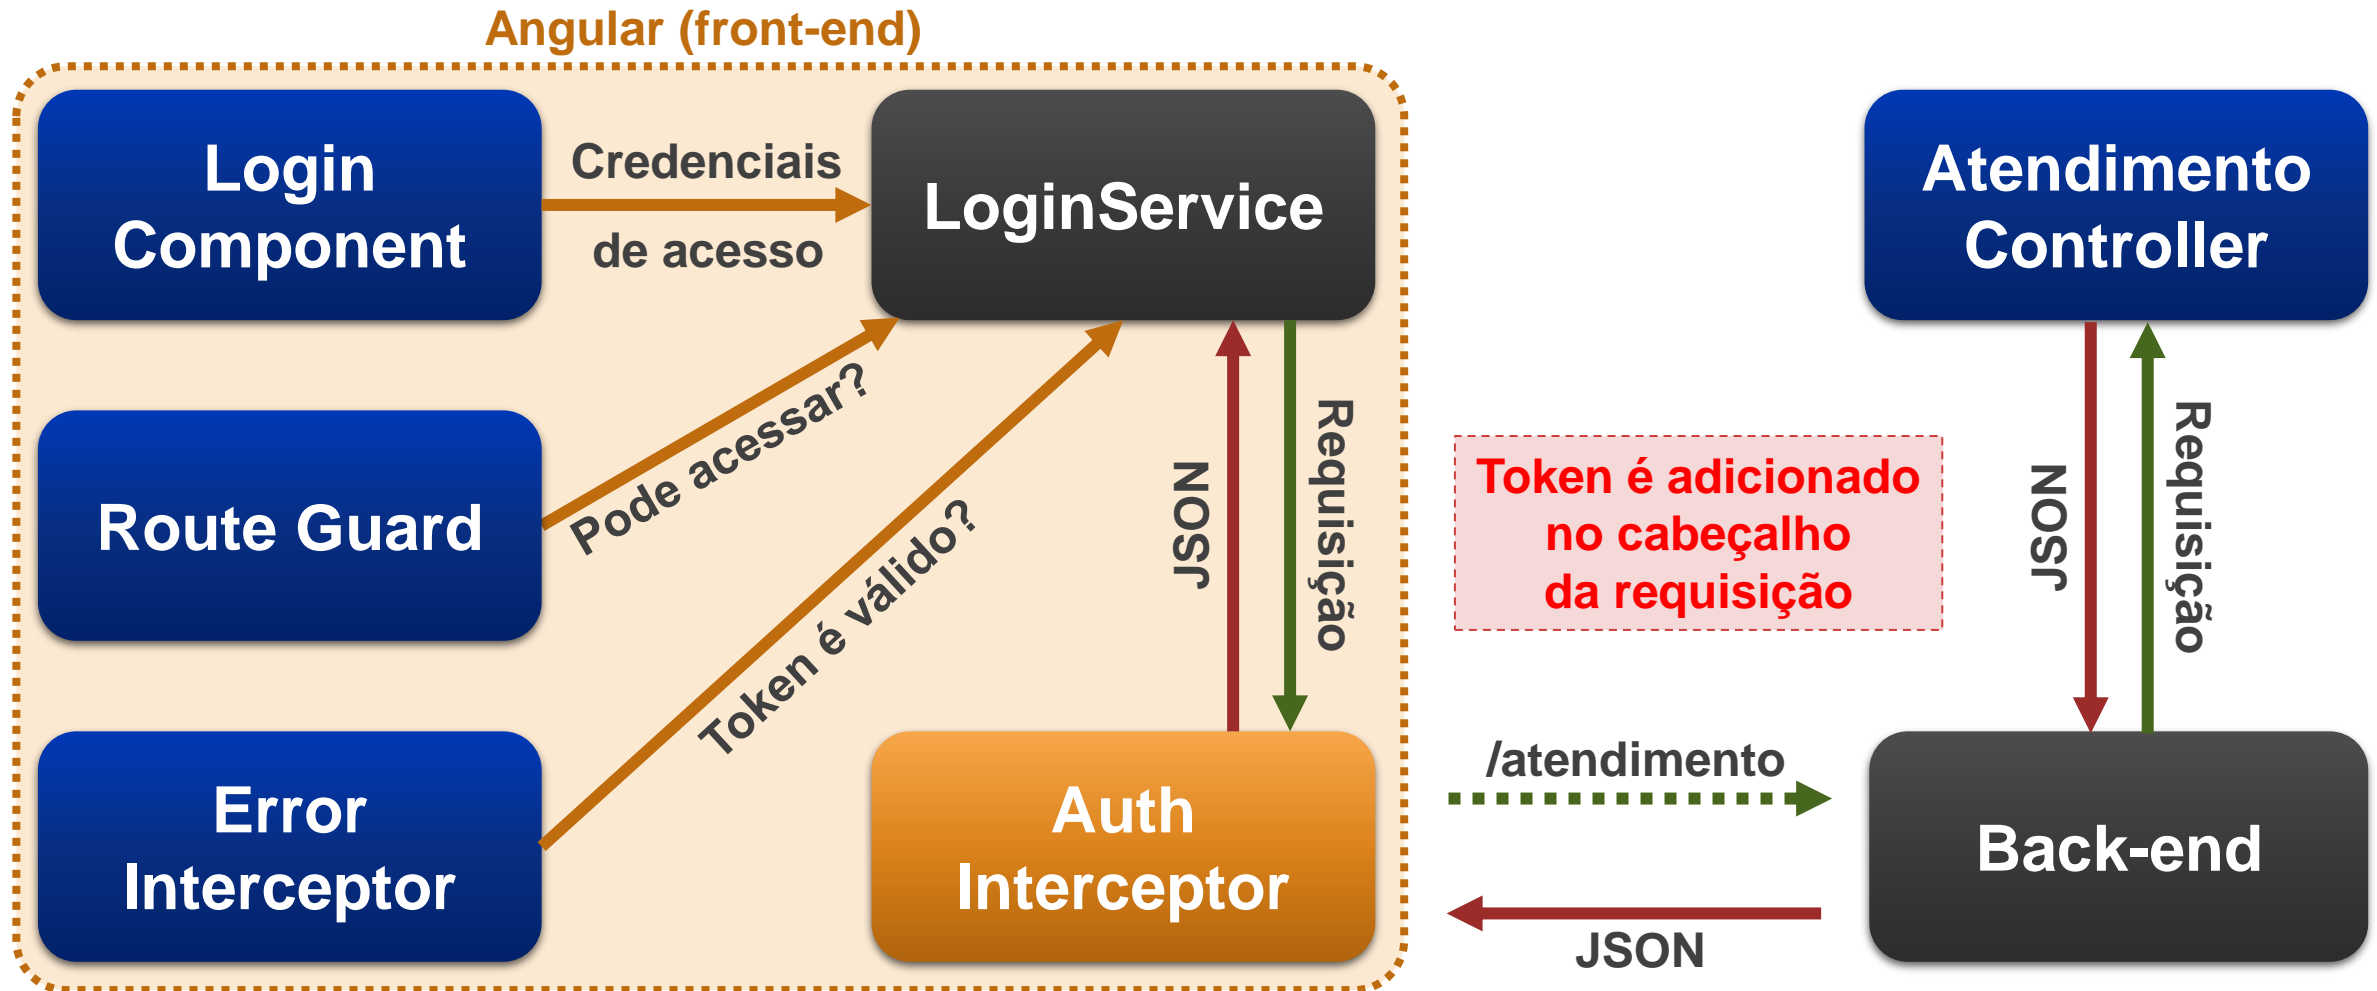 Angular (front-end)
Login
Component
Credenciais
de acesso
LoginService
Atendimento
Controller
Route Guard
Pode acessar?
Token é válido?
JSON
Requisição
Token é adicionado
no cabeçalho
da requisição
JSON
Requisição
Error
Interceptor
Auth
Interceptor
/atendimento
JSON
Back-end